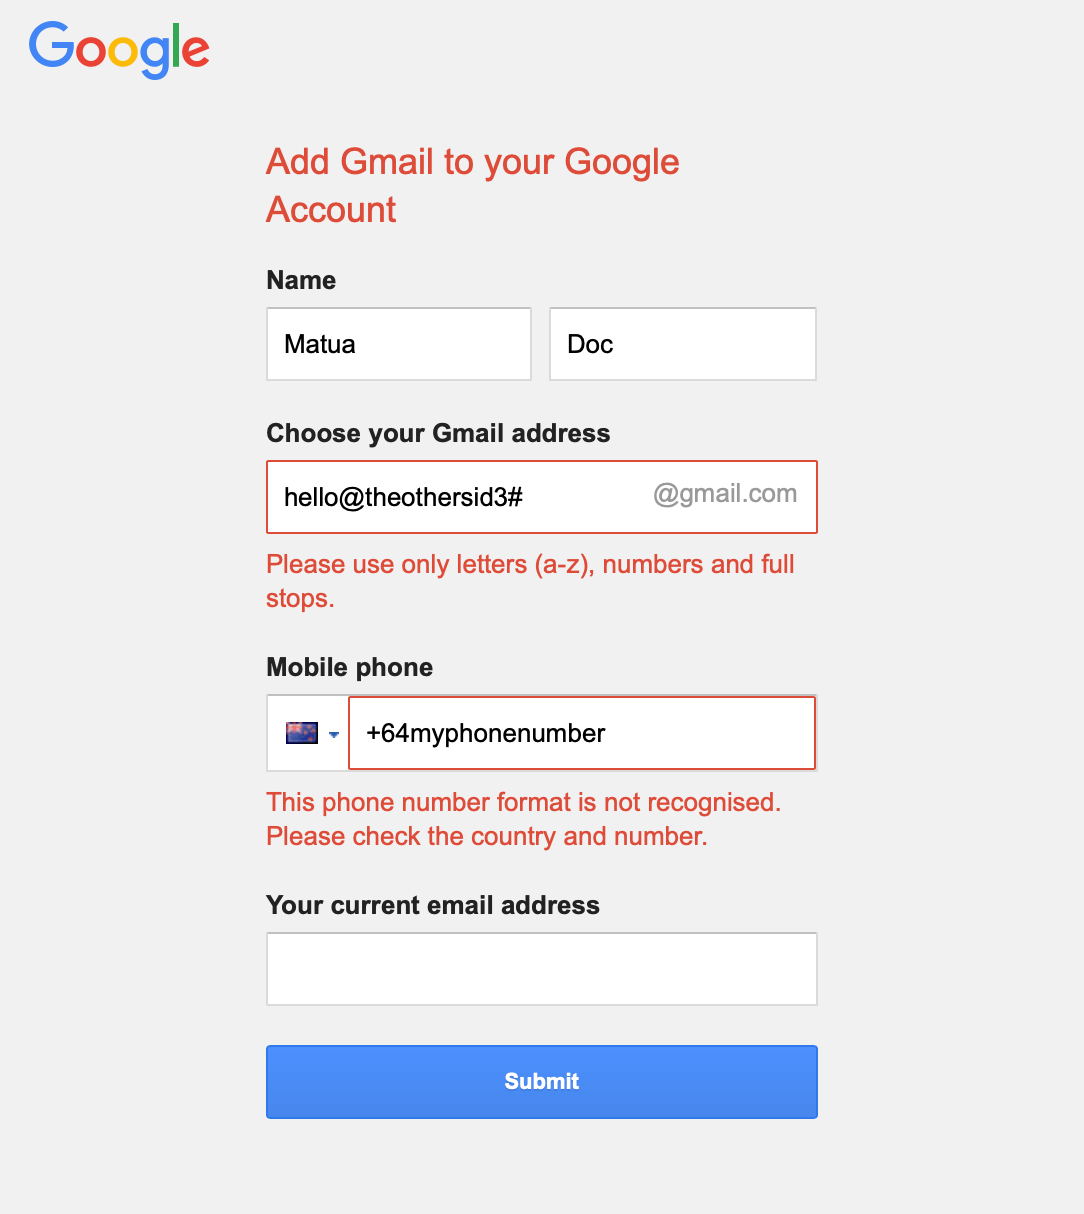 Google
Add Gmail to your Google
Account
Name
Matua Doc
Choose your Gmail address
hello@theothersid3# @gmail.com
Please use only letters (a-z), numbers and full
stops.
Mobile phone
+64myphonenumber
This phone number format is not recognised.
Please check the country and number.
Your current email address
Submit